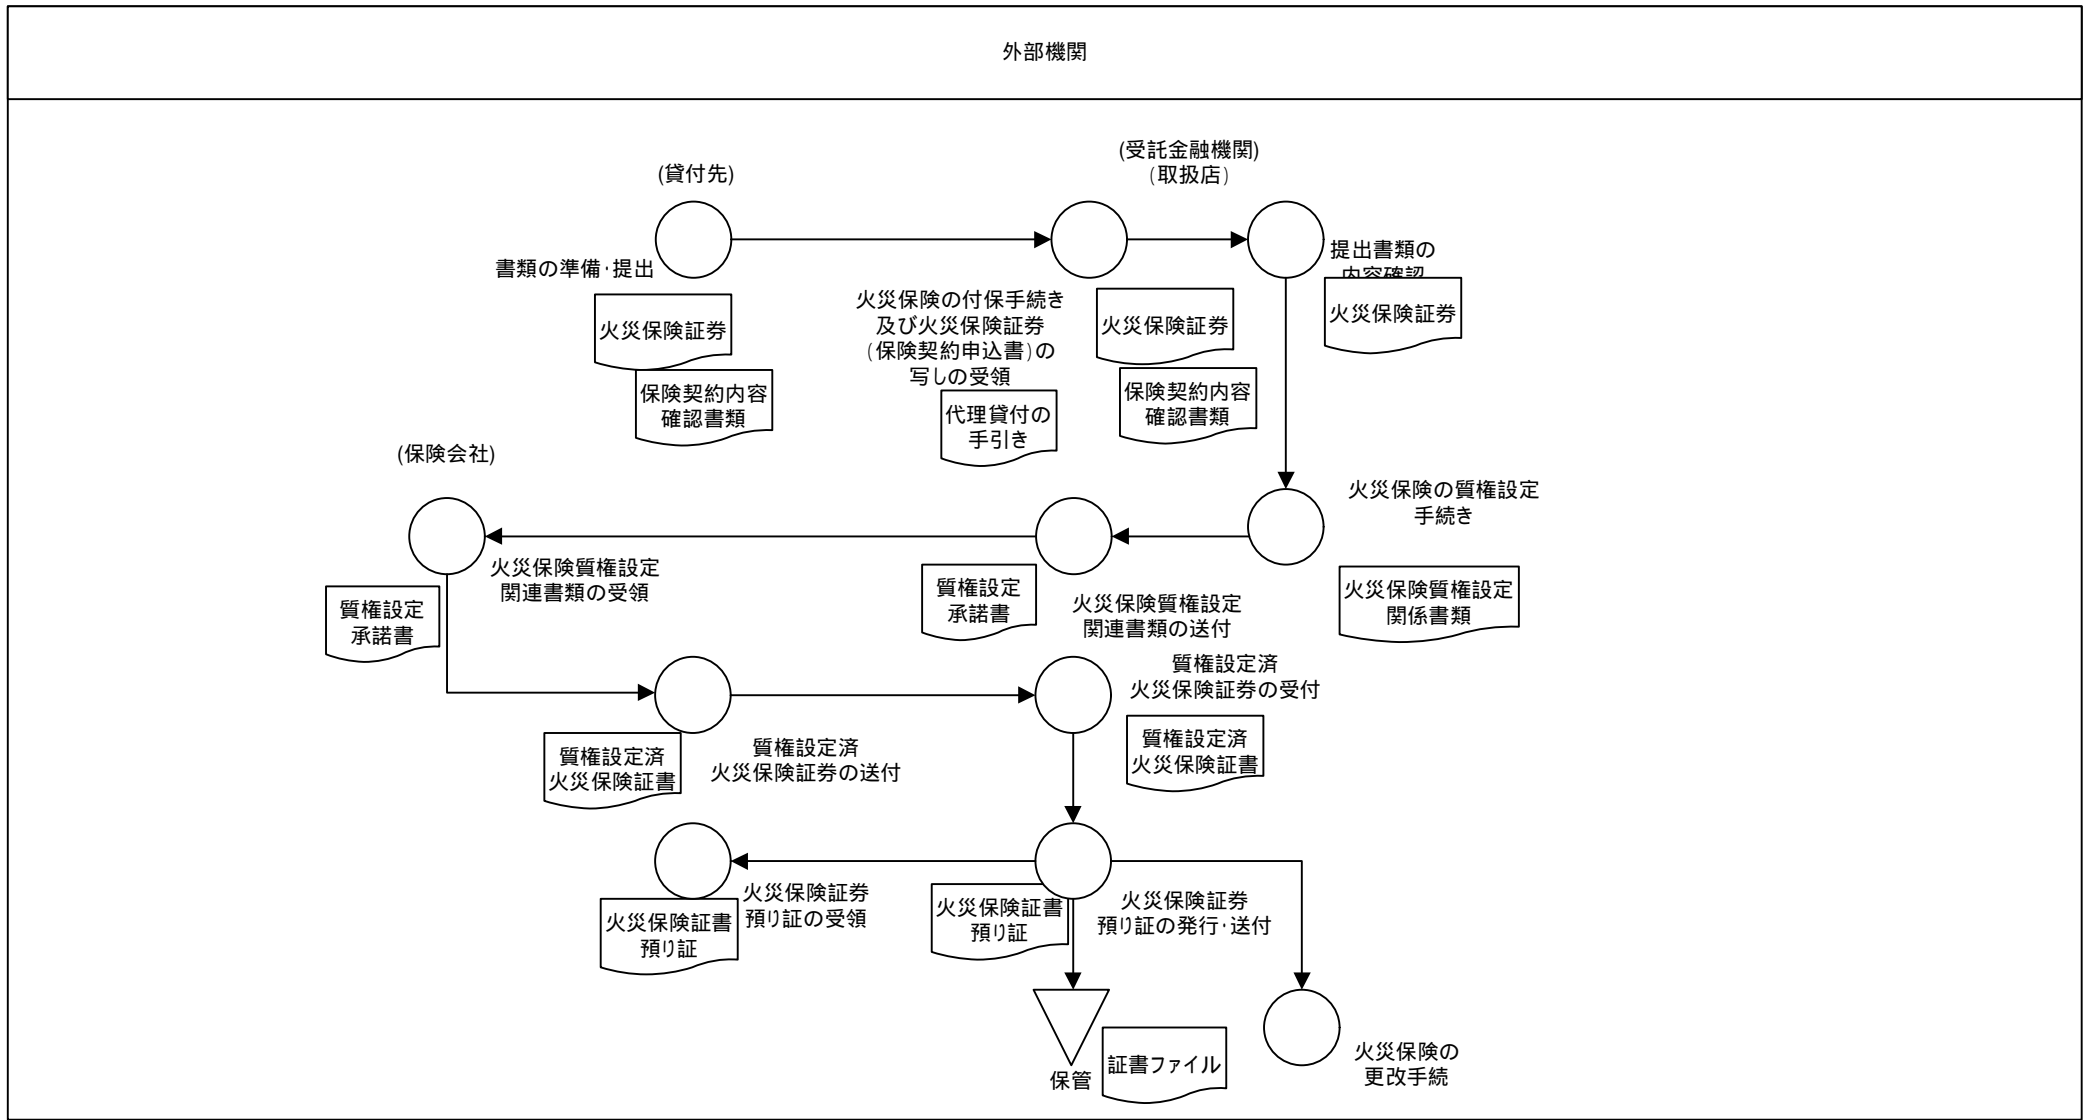 外部機関
(受託金融機関)
(取扱店)
(貸付先)
提出書類の
内容確認
書類の準備・提出
火災保険証券
保険契約内容
確認書類
火災保険の付保手続き
及び火災保険証券
(保険契約申込書)の
写しの受領
代理貸付の
手引き
火災保険証券
保険契約内容
確認書類
火災保険証券
(保険会社)
火災保険の質権設定
手続き
火災保険質権設定
関連書類の受領
質権設定
承諾書
質権設定
承諾書
火災保険質権設定
関連書類の送付
火災保険質権設定
関係書類
質権設定済
火災保険証券の受付
質権設定済
火災保険証書
質権設定済
火災保険証書
質権設定済
火災保険証券の送付
火災保険証券
預り証の受領
火災保険証書
預り証
火災保険証書
預り証
火災保険証券
預り証の発行・送付
保管
証書ファイル
火災保険の
更改手続